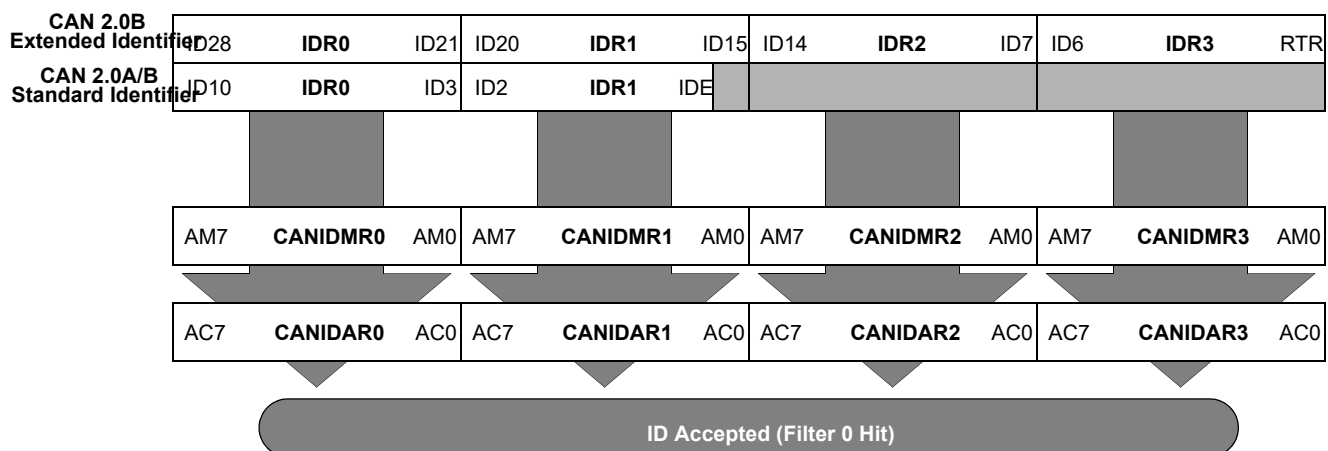 CAN 2.0B
Extended Identifier
ID28 IDR0 ID21 ID20 IDR1 ID15 ID14 IDR2 ID7 ID6 IDR3 RTR
CAN 2.0A/B
Standard Identifier
ID10 IDR0 ID3 ID2 IDR1 IDE
AM7 CANIDMR0 AM0 AM7 CANIDMR1 AM0 AM7 CANIDMR2 AM0 AM7 CANIDMR3 AM0
AC7 CANIDAR0 AC0 AC7 CANIDAR1 AC0 AC7 CANIDAR2 AC0 AC7 CANIDAR3 AC0
ID Accepted (Filter 0 Hit)